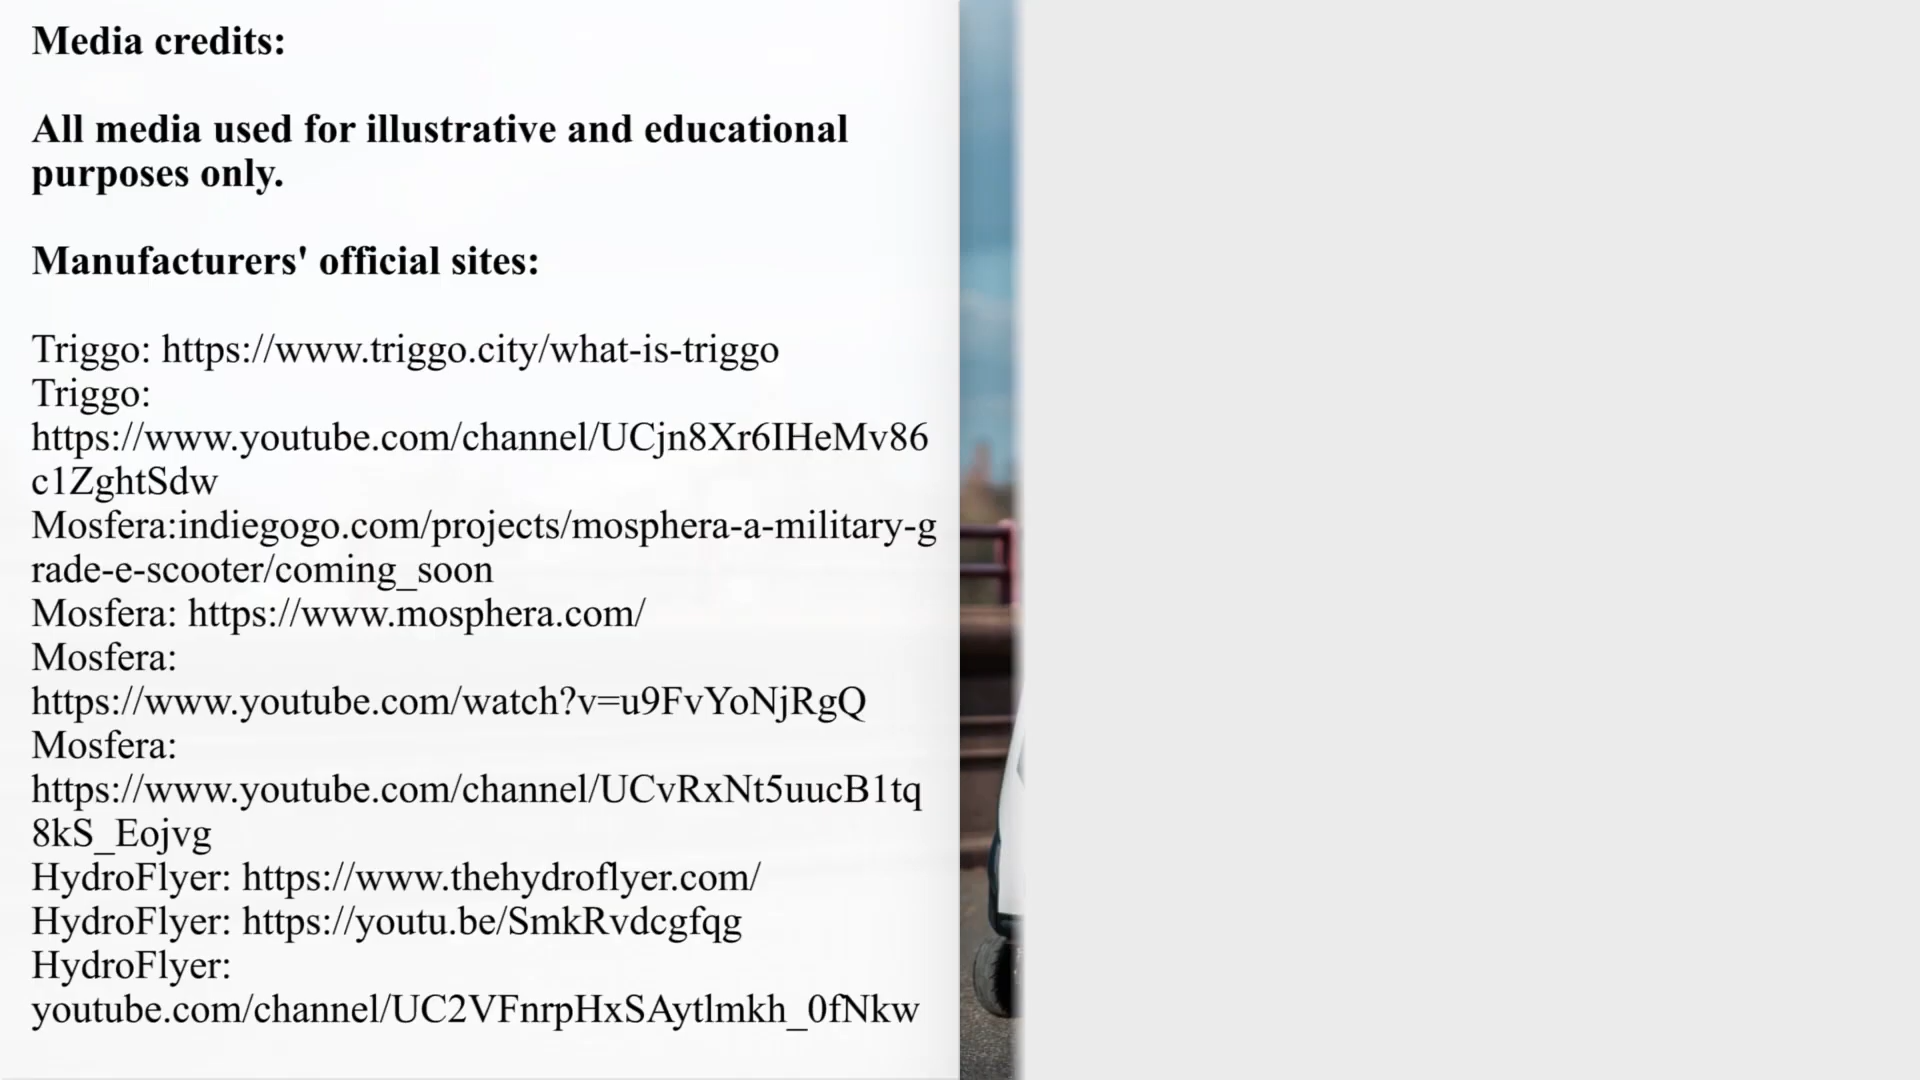 Media credits:
All media used for illustrative and educational
purposes only.
Manufacturers' official sites:
Triggo: https://www.triggo.city/what-is-triggo
Triggo:
https://www.youtube.com/channel/UCjn8Xr6IHeMv86
c1ZghtSdw
Mosfera:indiegogo.com/projects/mosphera-a-military-g
rade-e-scooter/coming_soon
Mosfera: https://www.mosphera.com/
Mosfera:
https://www.youtube.com/watch?v=u9FvYoNjRgQ
Mosfera:
https://www.youtube.com/channel/UCvRxNt5uucB1tq
8kS_Eojvg
HydroFlyer: https://www.thehydroflyer.com/
HydroFlyer: https://youtu.be/SmkRvdcgfqg
HydroFlyer:
youtube.com/channel/UC2VFnrpHxSAytlmkh_0fNkw